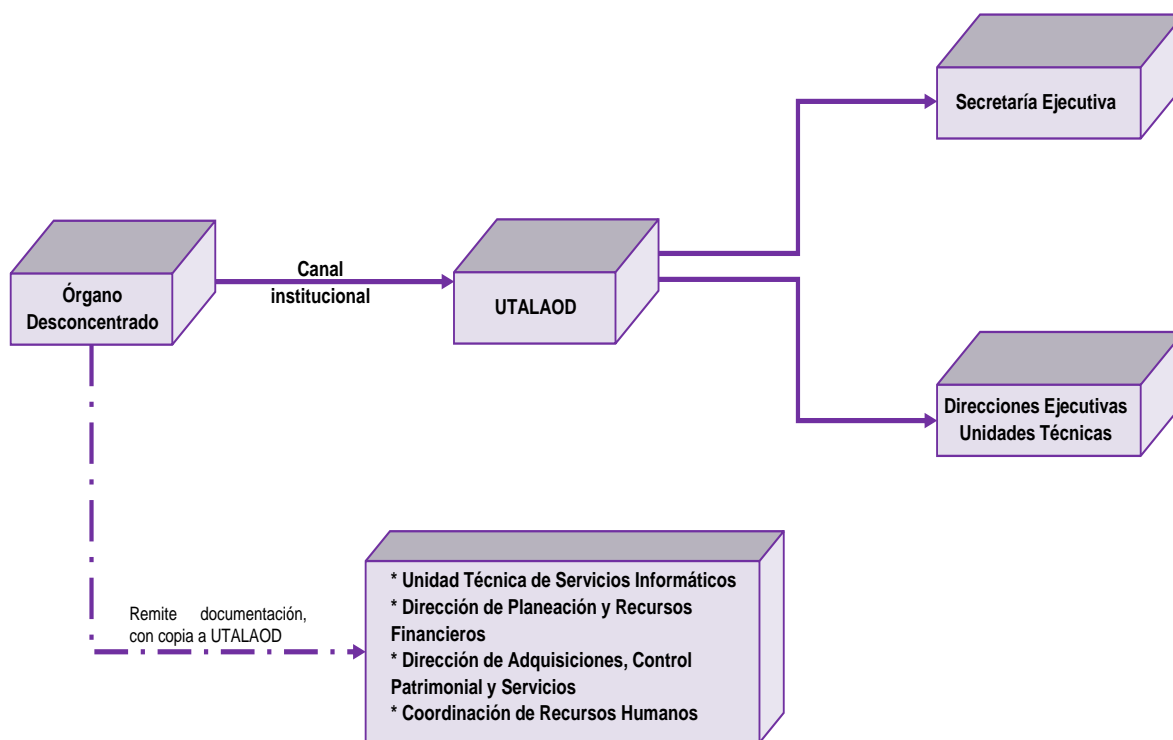 Secretaría Ejecutiva
Órgano
Desconcentrado
Canal
institucional
UTALAOD
Direcciones Ejecutivas
Unidades Técnicas
Remite documentación,
con copia a UTALAOD
* Unidad Técnica de Servicios Informáticos
* Dirección de Planeación y Recursos
Financieros
* Dirección de Adquisiciones, Control
Patrimonial y Servicios
* Coordinación de Recursos Humanos